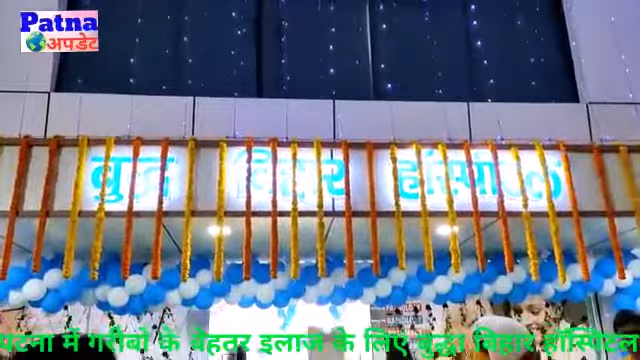 Patna
अपडेट
बुद्ध विहार हॉस्पीटल
पटना में गरीबो के बेहतर इलाज के लिए बुद्धा विहार हॉस्पिटल